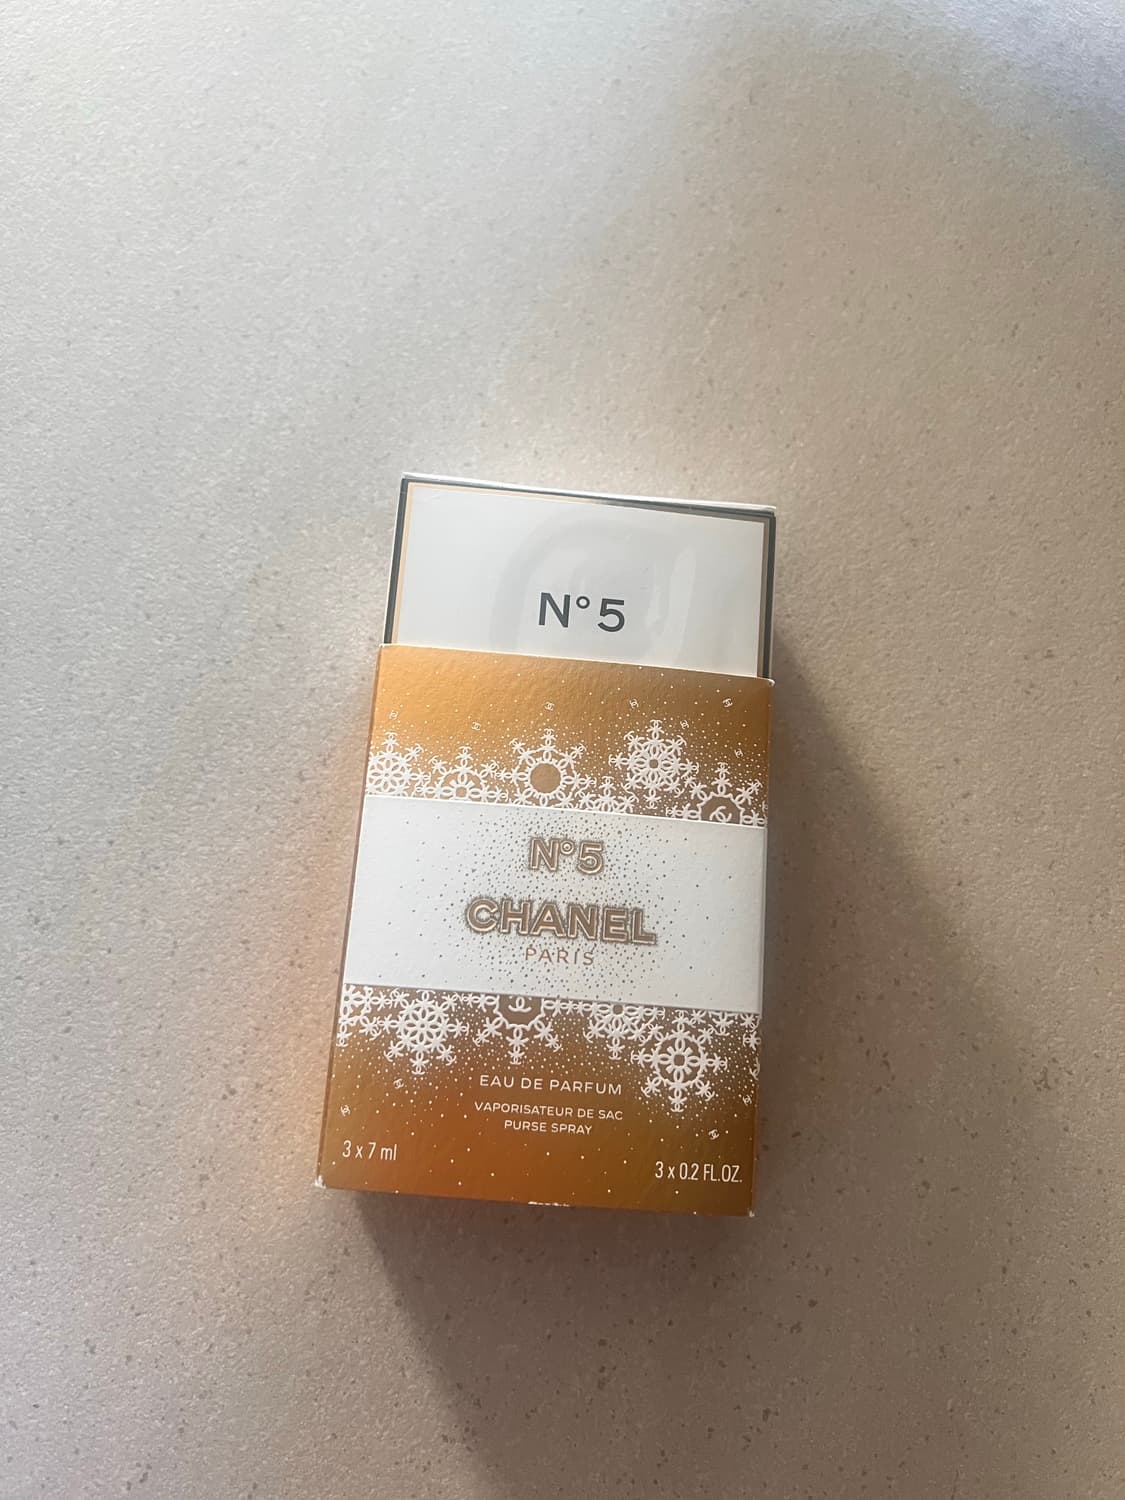 N°5
N°5
CHANEL
PARIS
EAU DE PARFUM
VAPORISATEUR DE SAC
PURSE SPRAY
3 x 7 ml
3 x 0.2 FL.OZ.